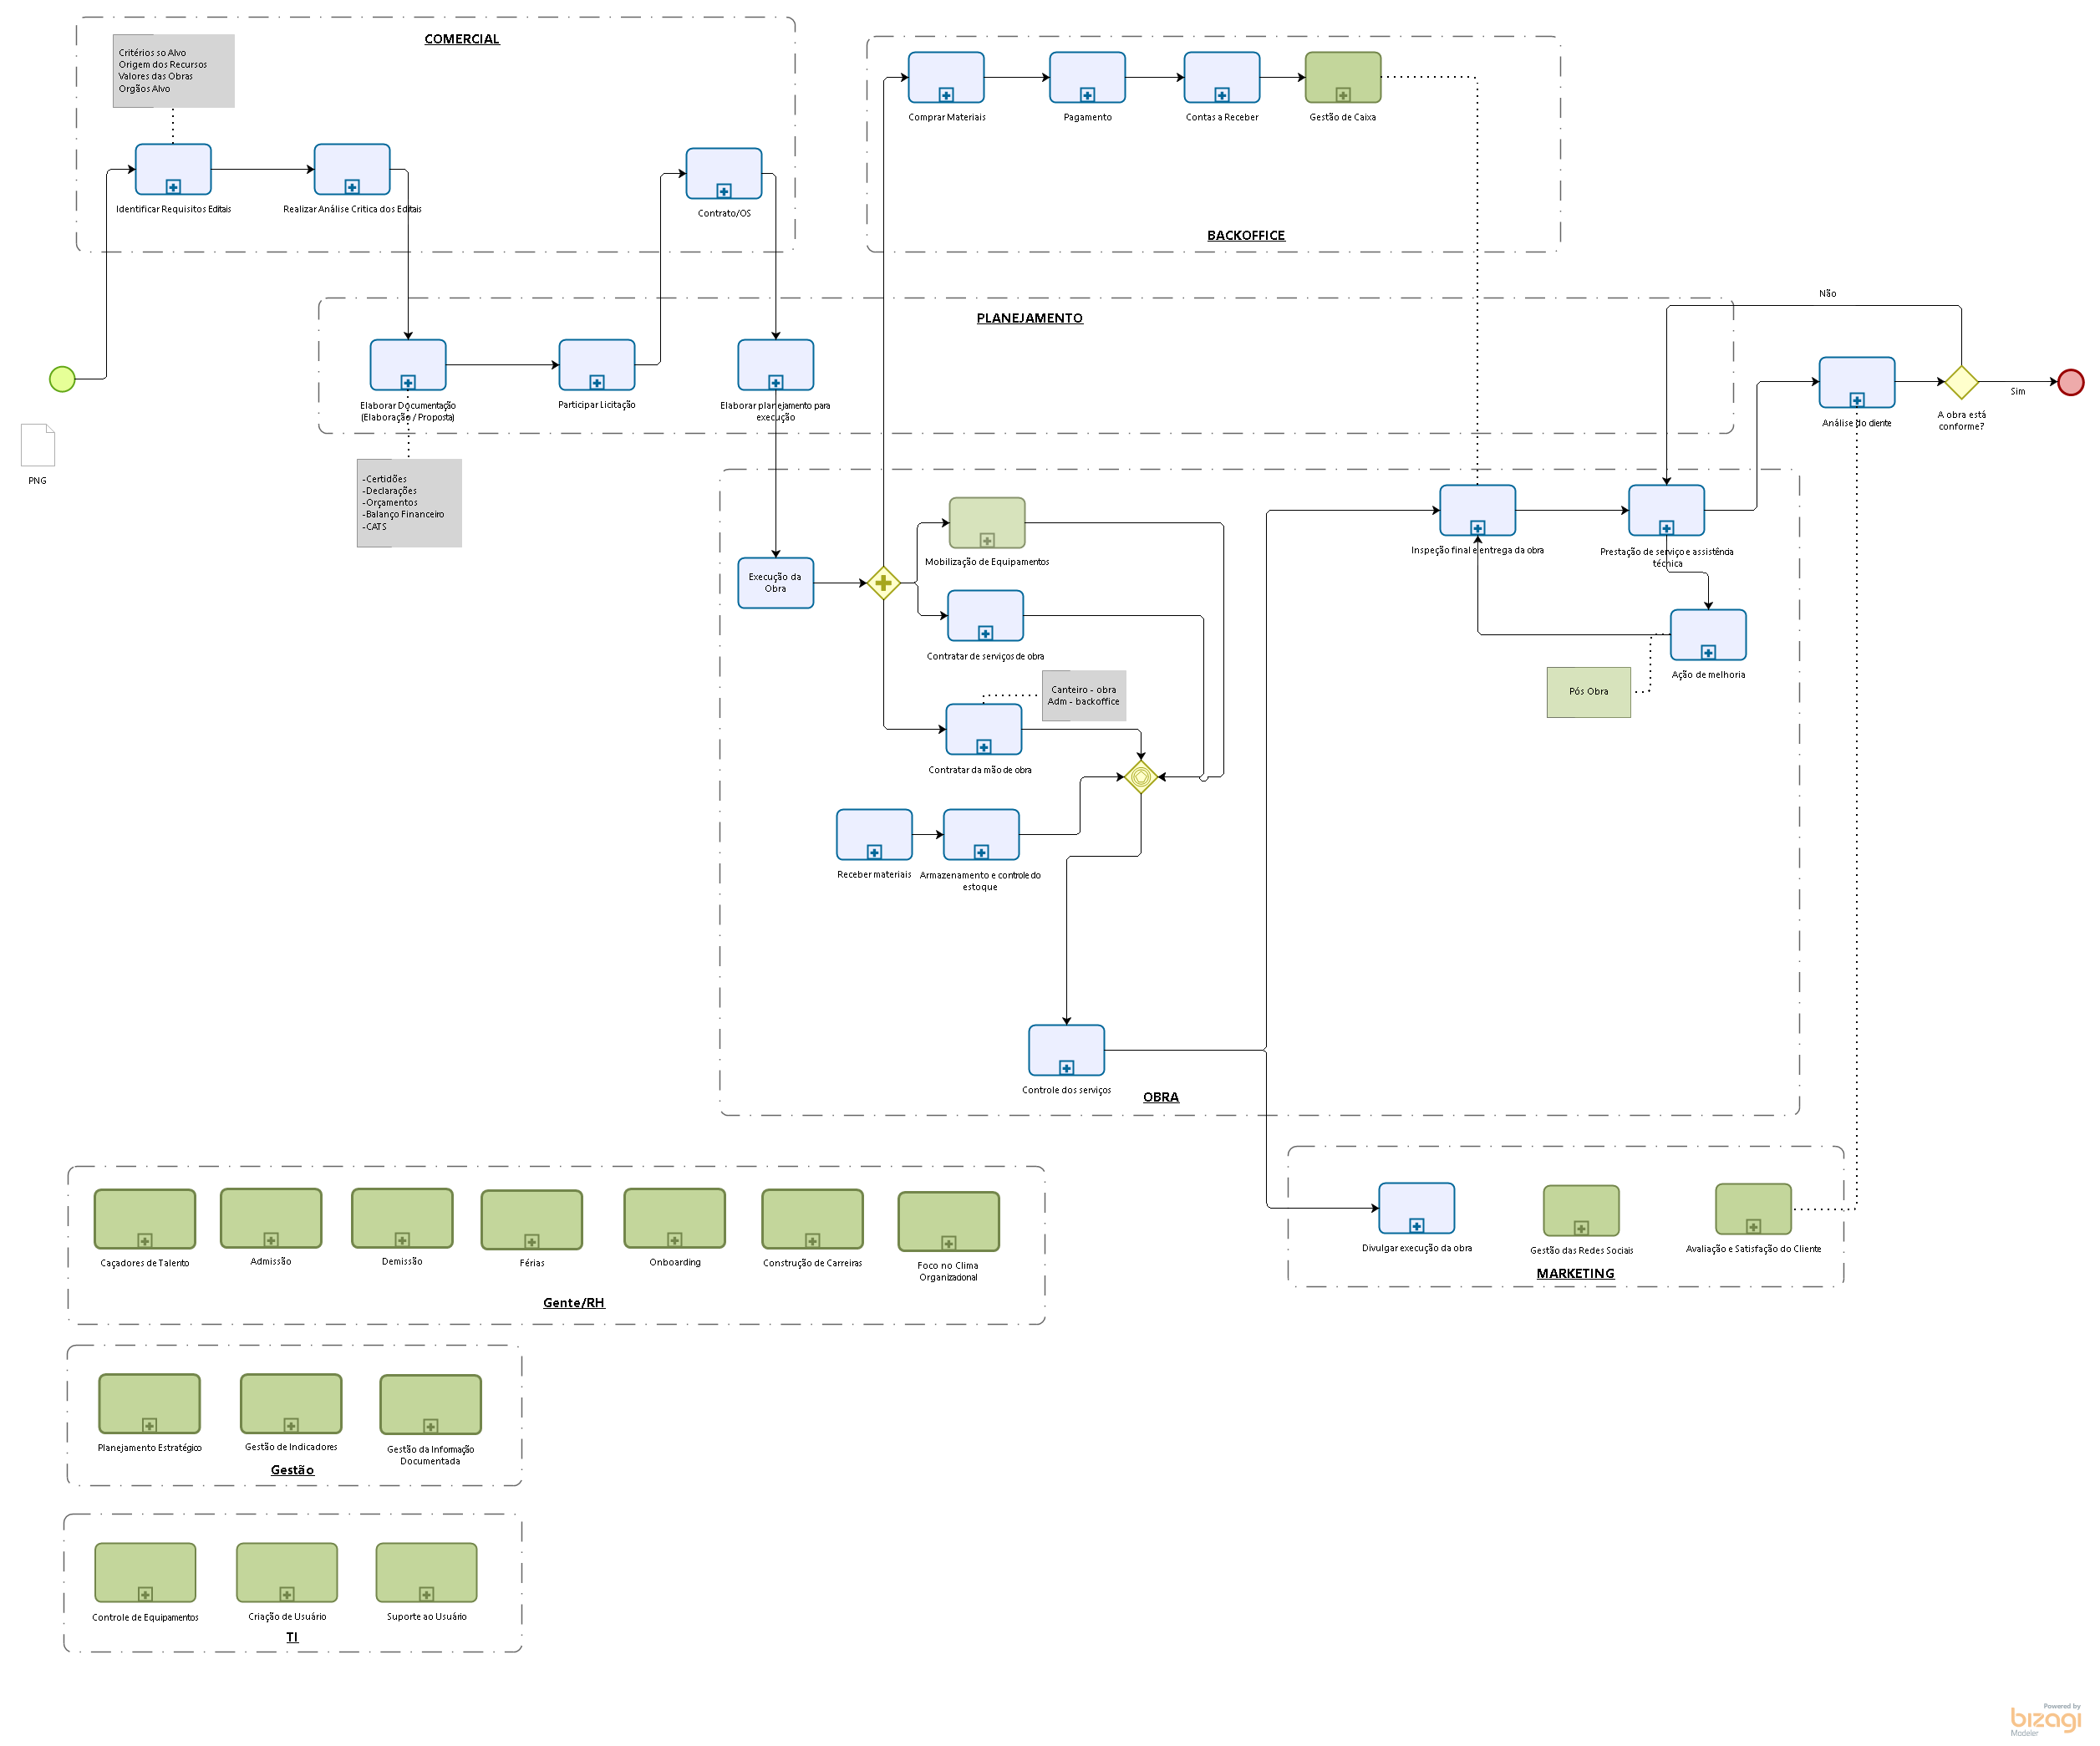 COMERCIAL
Critérios so Alvo
Origem dos Recursos
Valores das Obras
Orgãos Alvo
Identificar Requisitos Editais
Realizar Análise Critica dos Editais
Contrato/OS
Comprar Materiais
Pagamento
Contas a Receber
Gestão de Caixa
BACKOFFICE
PLANEJAMENTO
Elaborar Documentação
(Elaboração / Proposta)
Participar Licitação
Elaborar planejamento para
execução
Não
Sim
Análise do cliente
A obra está
conforme?
PNG
-Certidões
-Declarações
-Orçamentos
-Balanço Financeiro
-CATS
Execução da
Obra
Mobilização de Equipamentos
Contratar de serviços de obra
Canteiro - obra
Adm - backoffice
Contratar da mão de obra
Receber materiais
Armazenamento e controle do
estoque
Inspeção final e entrega da obra
Prestação de serviço e assistência
técnica
Ação de melhoria
Pós Obra
Controle dos serviços
OBRA
Divulgar execução da obra
Gestão das Redes Sociais
Avaliação e Satisfação do Cliente
MARKETING
Caçadores de Talento
Admissão
Demissão
Férias
Onboarding
Construção de Carreiras
Foco no Clima
Organizacional
Gente/RH
Planejamento Estratégico
Gestão de Indicadores
Gestão da Informação
Documentada
Gestão
Controle de Equipamentos
Criação de Usuário
Suporte ao Usuário
TI
Powered by
bizagi
Modeler